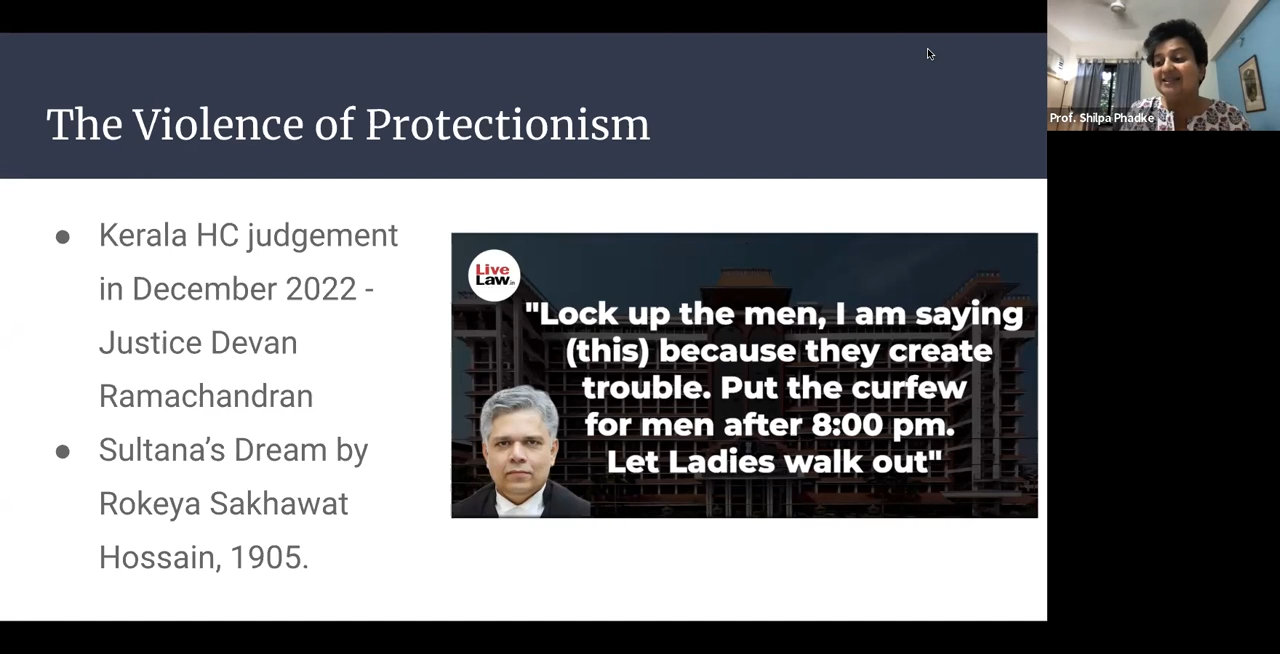 The Violence of Protectionism
Prof. Shilpa Phadke
● Kerala HC judgement
in December 2022 -
Justice Devan
Ramachandran
● Sultana’s Dream by
Rokeya Sakhawat
Hossain, 1905.
Live
Law.in
"Lock up the men, I am saying
(this) because they create
trouble. Put the curfew
for men after 8:00 pm.
Let Ladies walk out"